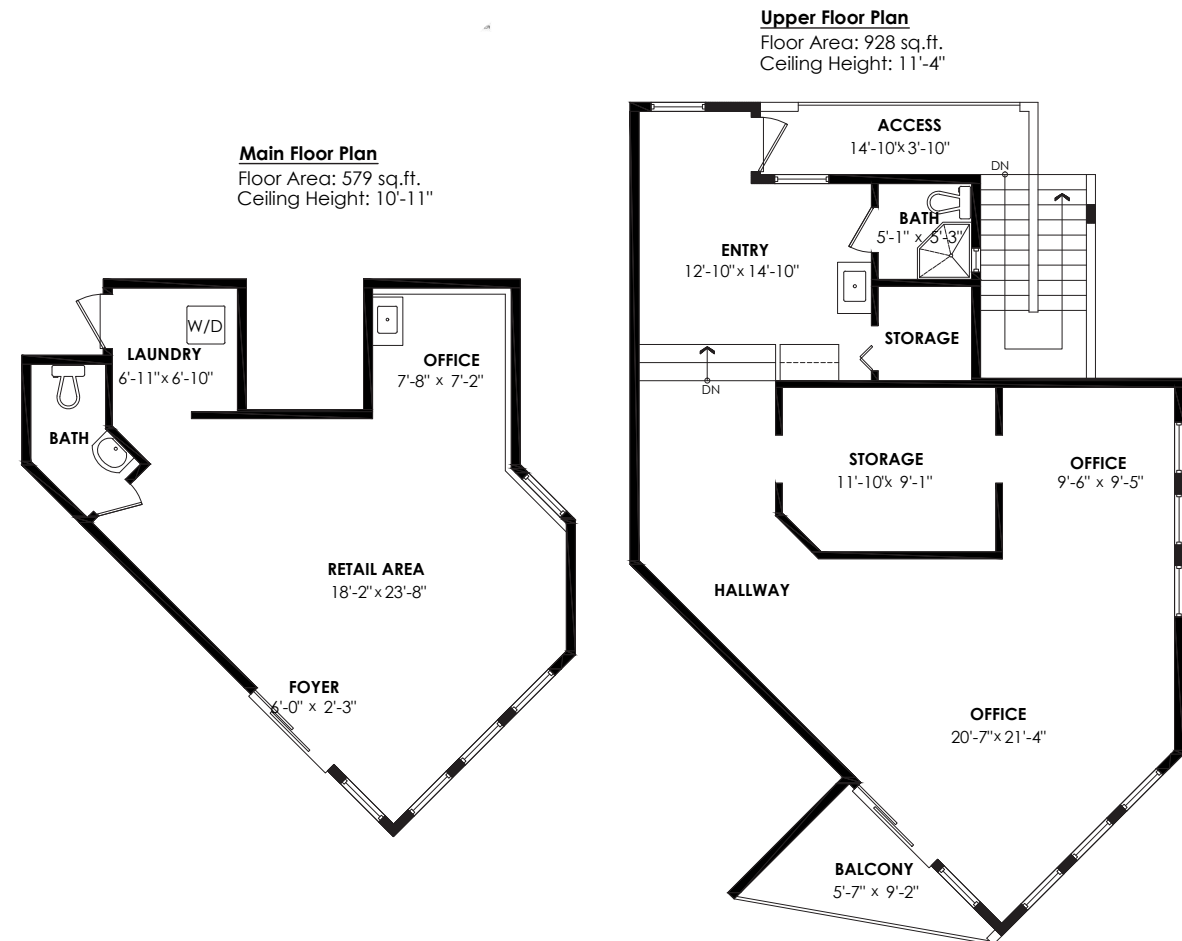 Upper Floor Plan
Floor Area: 928 sq.ft.
Ceiling Height: 11'-4"
ACCESS
14'-10"x 3'-10"
DN
BATH
5'-1" x 5'-3"
ENTRY
12'-10"x 14'-10"
STORAGE
DN
STORAGE
11'-10"x 9'-1"
OFFICE
9'-6" x 9'-5"
HALLWAY
OFFICE
20'-7"x 21'-4"
BALCONY
5'-7" x 9'-2"
Main Floor Plan
Floor Area: 579 sq.ft.
Ceiling Height: 10'-11"
W/D
LAUNDRY
6'-11"x 6'-10"
OFFICE
7'-8" x 7'-2"
BATH
RETAIL AREA
18'-2"x 23'-8"
FOYER
6'-0" x 2'-3"